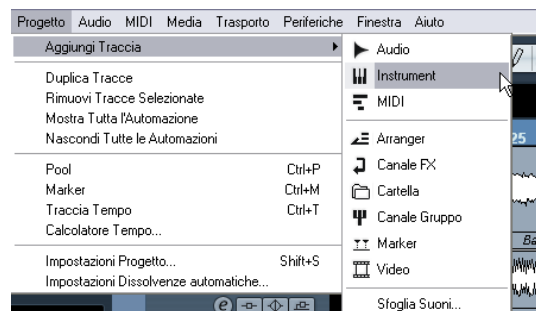 Progetto Audio MIDI Media Trasporto Periferiche Finestra Aiuto
Aggiungi Traccia
Duplica Tracce
Rimuovi Tracce Selezionate
Mostra Tutta l'Automazione
Nascondi Tutte le Automazioni
Pool Ctrl+P
Marker Ctrl+M
Traccia Tempo Ctrl+T
Calcolatore Tempo...
Impostazioni Progetto... Shift+S
Impostazioni Dissolvenze automatiche...
Audio
Instrument
MIDI
Arranger
Canale FX
Cartella
Canale Gruppo
Marker
Video
Sfoglia Suoni...
25
Ba
e